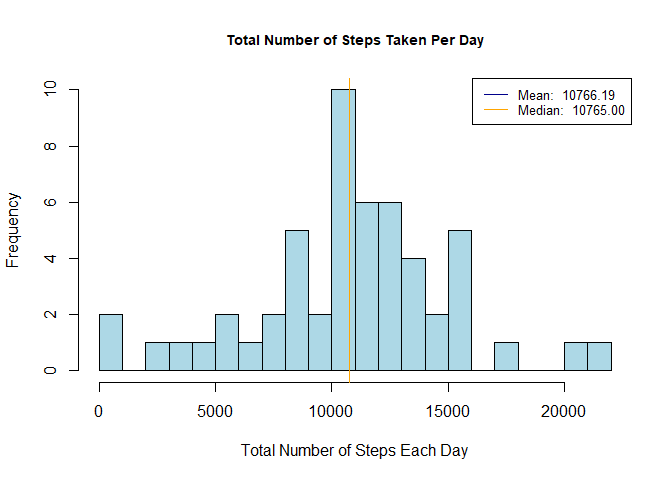 Total Number of Steps Taken Per Day
Mean: 10766.19
Median: 10765.00
Frequency
10
8
6
4
2
0
0 5000 10000 15000 20000
Total Number of Steps Each Day